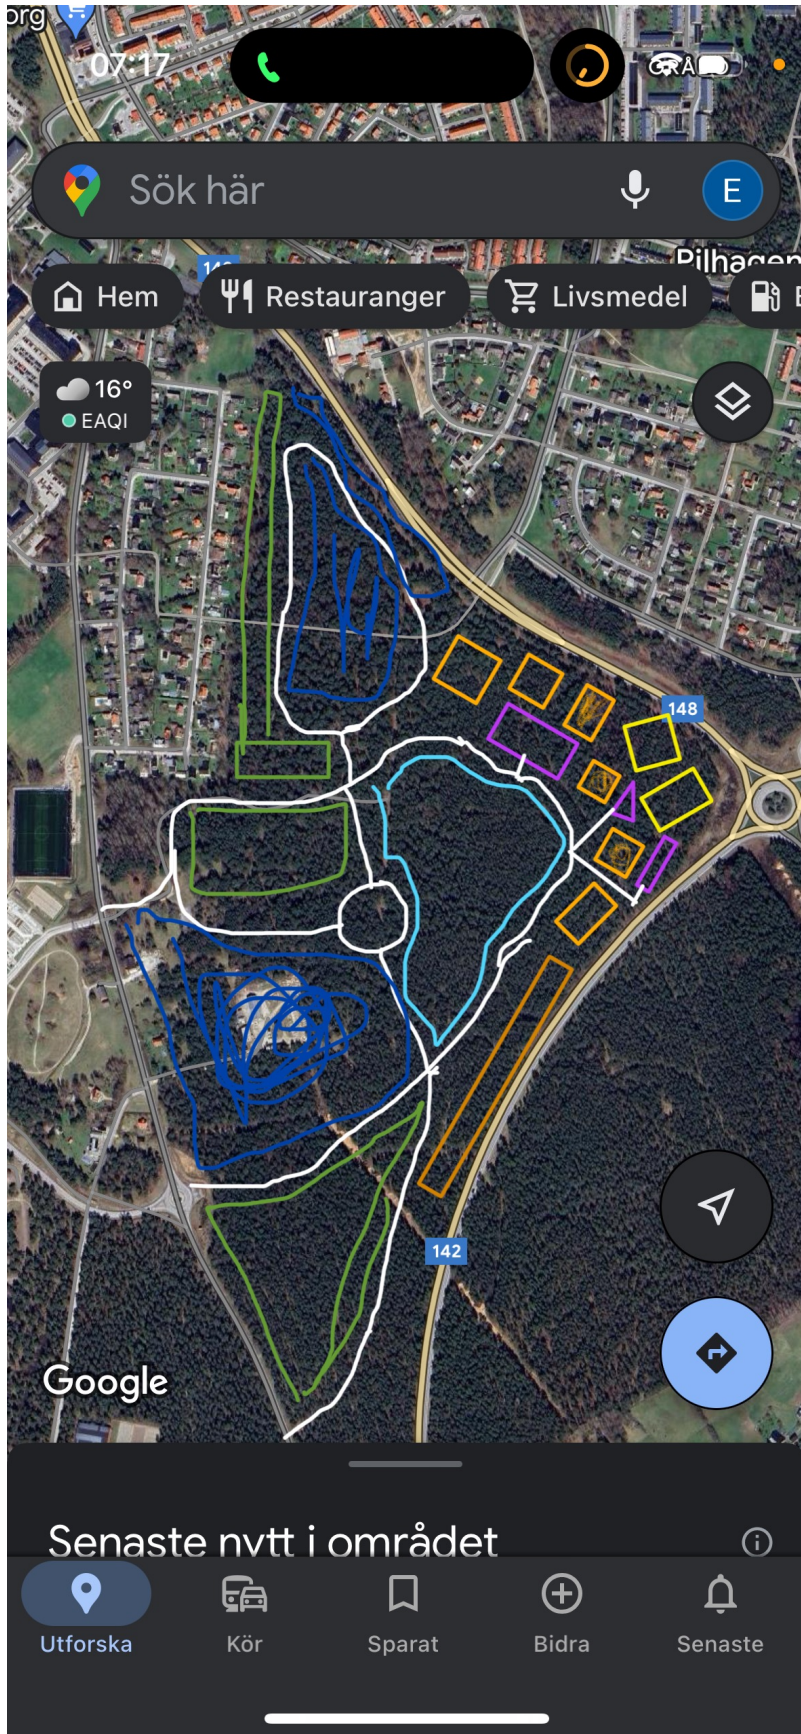 org
07:17
Sök här
E
Pilhagen
Hem
Restauranger
Livsmedel
16°
EAQI
148
142
Google
Senaste nytt i området
Utforska
Kör
Sparat
Bidra
Senaste